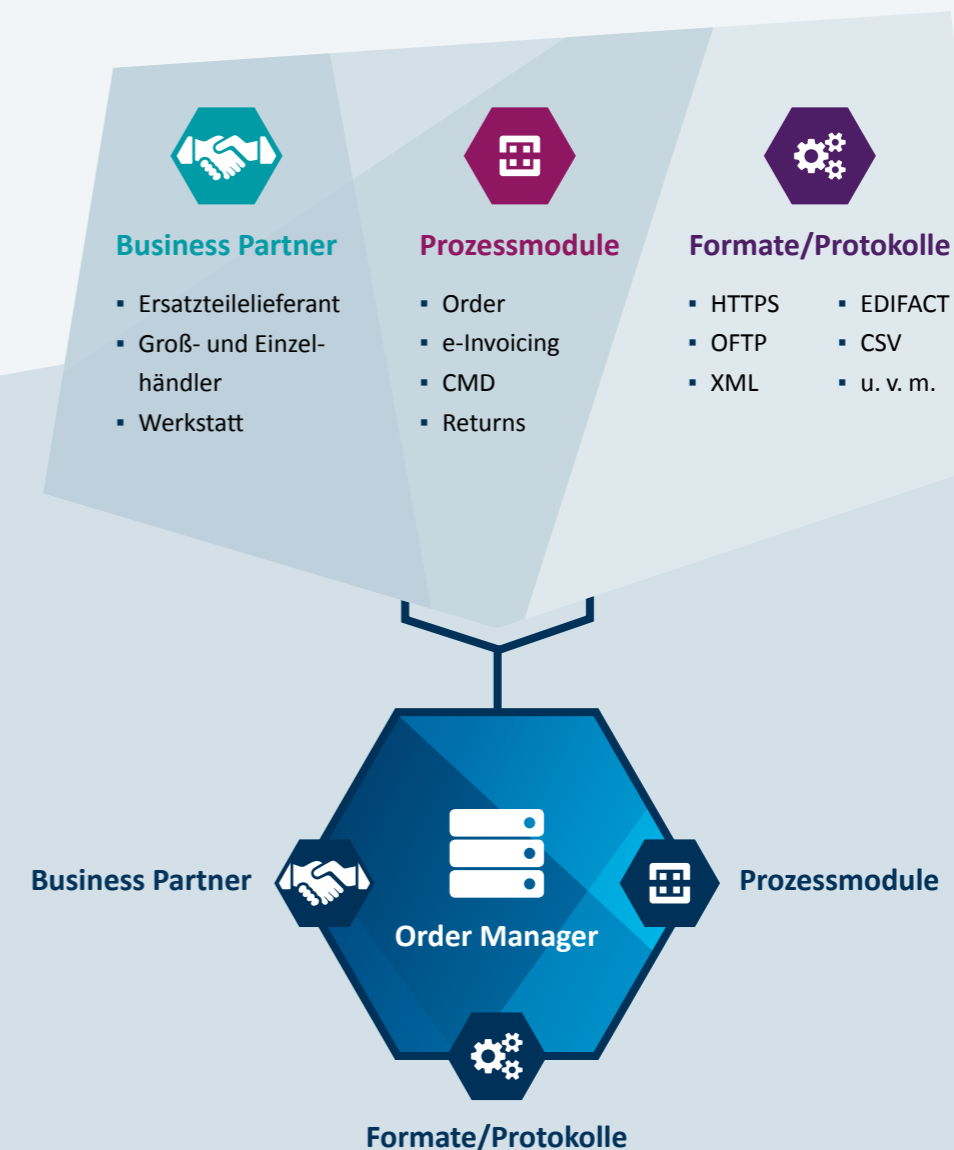 Business Partner
▪ Ersatzteilelieferant
▪ Groß- und Einzel-
händler
▪ Werkstatt
Prozessmodule
▪ Order
▪ e-Invoicing
▪ CMD
▪ Returns
Formate/Protokolle
▪ HTTPS
▪ OFTP
▪ XML
▪ EDIFACT
▪ CSV
▪ u. v. m.
Business Partner
Order Manager
Prozessmodule
Formate/Protokolle